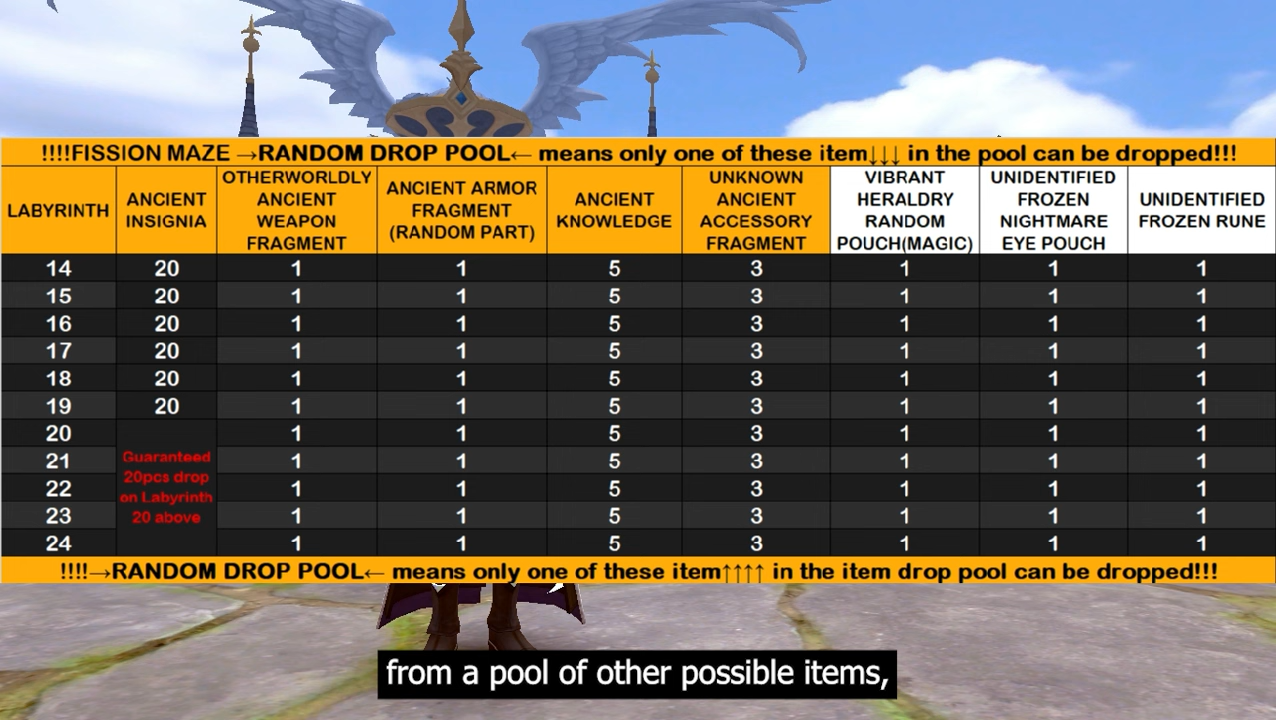 !!!!FISSION MAZE →RANDOM DROP POOL← means only one of these item↓↓↓ in the pool can be dropped!!!
LABYRINTH ANCIENT INSIGNIA OTHERWORLDLY ANCIENT WEAPON FRAGMENT ANCIENT ARMOR FRAGMENT (RANDOM PART) ANCIENT KNOWLEDGE UNKNOWN ANCIENT ACCESSORY FRAGMENT VIBRANT HERALDRY RANDOM POUCH(MAGIC) UNIDENTIFIED FROZEN NIGHTMARE EYE POUCH UNIDENTIFIED FROZEN RUNE
14 20 1 1 5 3 1 1 1
15 20 1 1 5 3 1 1 1
16 20 1 1 5 3 1 1 1
17 20 1 1 5 3 1 1 1
18 20 1 1 5 3 1 1 1
19 20 1 1 5 3 1 1 1
20 1 1 5 3 1 1 1
21 1 1 5 3 1 1 1
22 1 1 5 3 1 1 1
23 1 1 5 3 1 1 1
24 1 1 5 3 1 1 1
Guaranteed
20pcs drop
on Labyrinth
20 above
!!!!→RANDOM DROP POOL← means only one of these item↑↑↑↑ in the item drop pool can be dropped!!!
from a pool of other possible items,